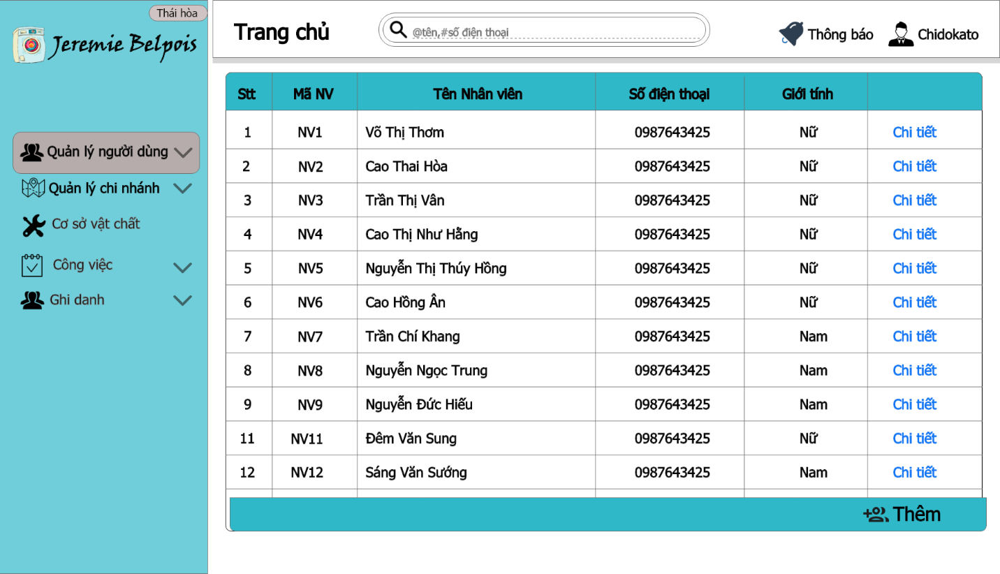 Thái hòa
Jeremie Belpois
Trang chủ
@tên,#số điện thoại
Thông báo
Chidokato
Quản lý người dùng
Quản lý chi nhánh
Cơ sở vật chất
Công việc
Ghi danh
Stt Mã NV Tên Nhân viên Số điện thoại Giới tính
1 NV1 Võ Thị Thơm 0987643425 Nữ Chi tiết
2 NV2 Cao Thai Hòa 0987643425 Nữ Chi tiết
3 NV3 Trần Thị Vân 0987643425 Nữ Chi tiết
4 NV4 Cao Thị Như Hằng 0987643425 Nữ Chi tiết
5 NV5 Nguyễn Thị Thúy Hồng 0987643425 Nữ Chi tiết
6 NV6 Cao Hồng Ân 0987643425 Nữ Chi tiết
7 NV7 Trần Chí Khang 0987643425 Nam Chi tiết
8 NV8 Nguyễn Ngọc Trung 0987643425 Nam Chi tiết
9 NV9 Nguyễn Đức Hiếu 0987643425 Nam Chi tiết
11 NV11 Đêm Văn Sung 0987643425 Nữ Chi tiết
12 NV12 Sáng Văn Sướng 0987643425 Nam Chi tiết
Thêm